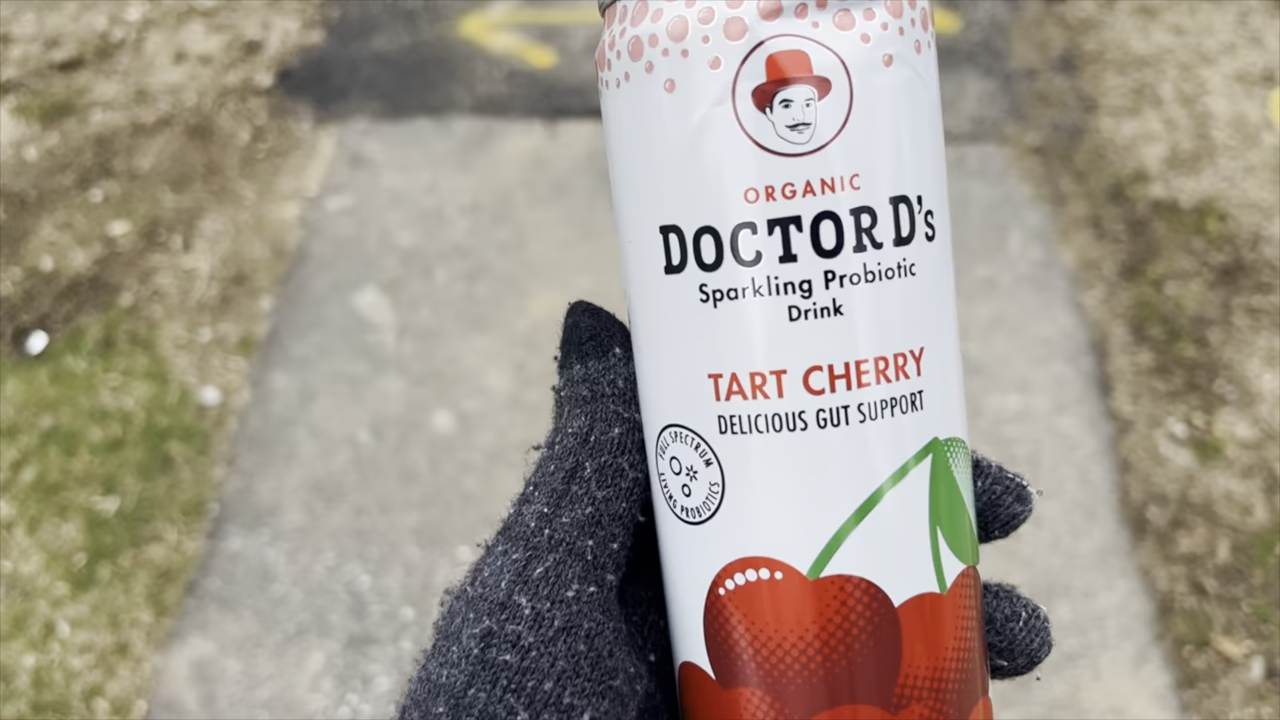 ORGANIC
DOCTOR D's
Sparkling Probiotic
Drink
TART CHERRY
DELICIOUS GUT SUPPORT
FULL SPECTRUM
LIVING PROBIOTICS